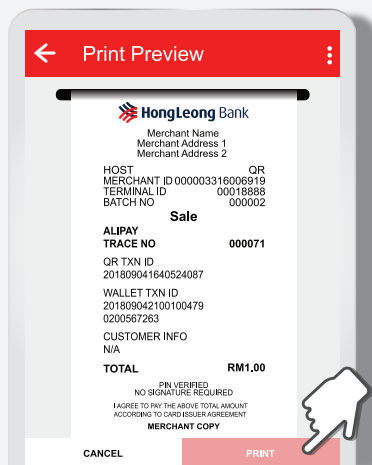 Print Preview
HongLeong Bank
Merchant Name
Merchant Address 1
Merchant Address 2
HOST QR
MERCHANT ID 000003316006919
TERMINAL ID 00018888
BATCH NO 000002
Sale
ALIPAY
TRACE NO 000071
QR TXN ID
201809041640524087
WALLET TXN ID
201809042100100479
0200567263
CUSTOMER INFO
N/A
TOTAL RM1.00
PIN VERIFIED
NO SIGNATURE REQUIRED
I AGREE TO PAY THE ABOVE TOTAL AMOUNT
ACCORDING TO CARD ISSUER AGREEMENT
MERCHANT COPY
CANCEL PRINT